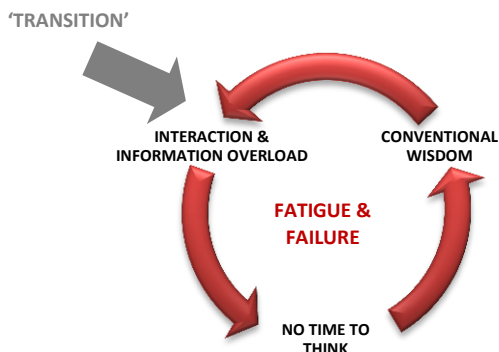 ‘TRANSITION’
INTERACTION &
INFORMATION OVERLOAD
CONVENTIONAL
WISDOM
FATIGUE &
FAILURE
NO TIME TO
THINK